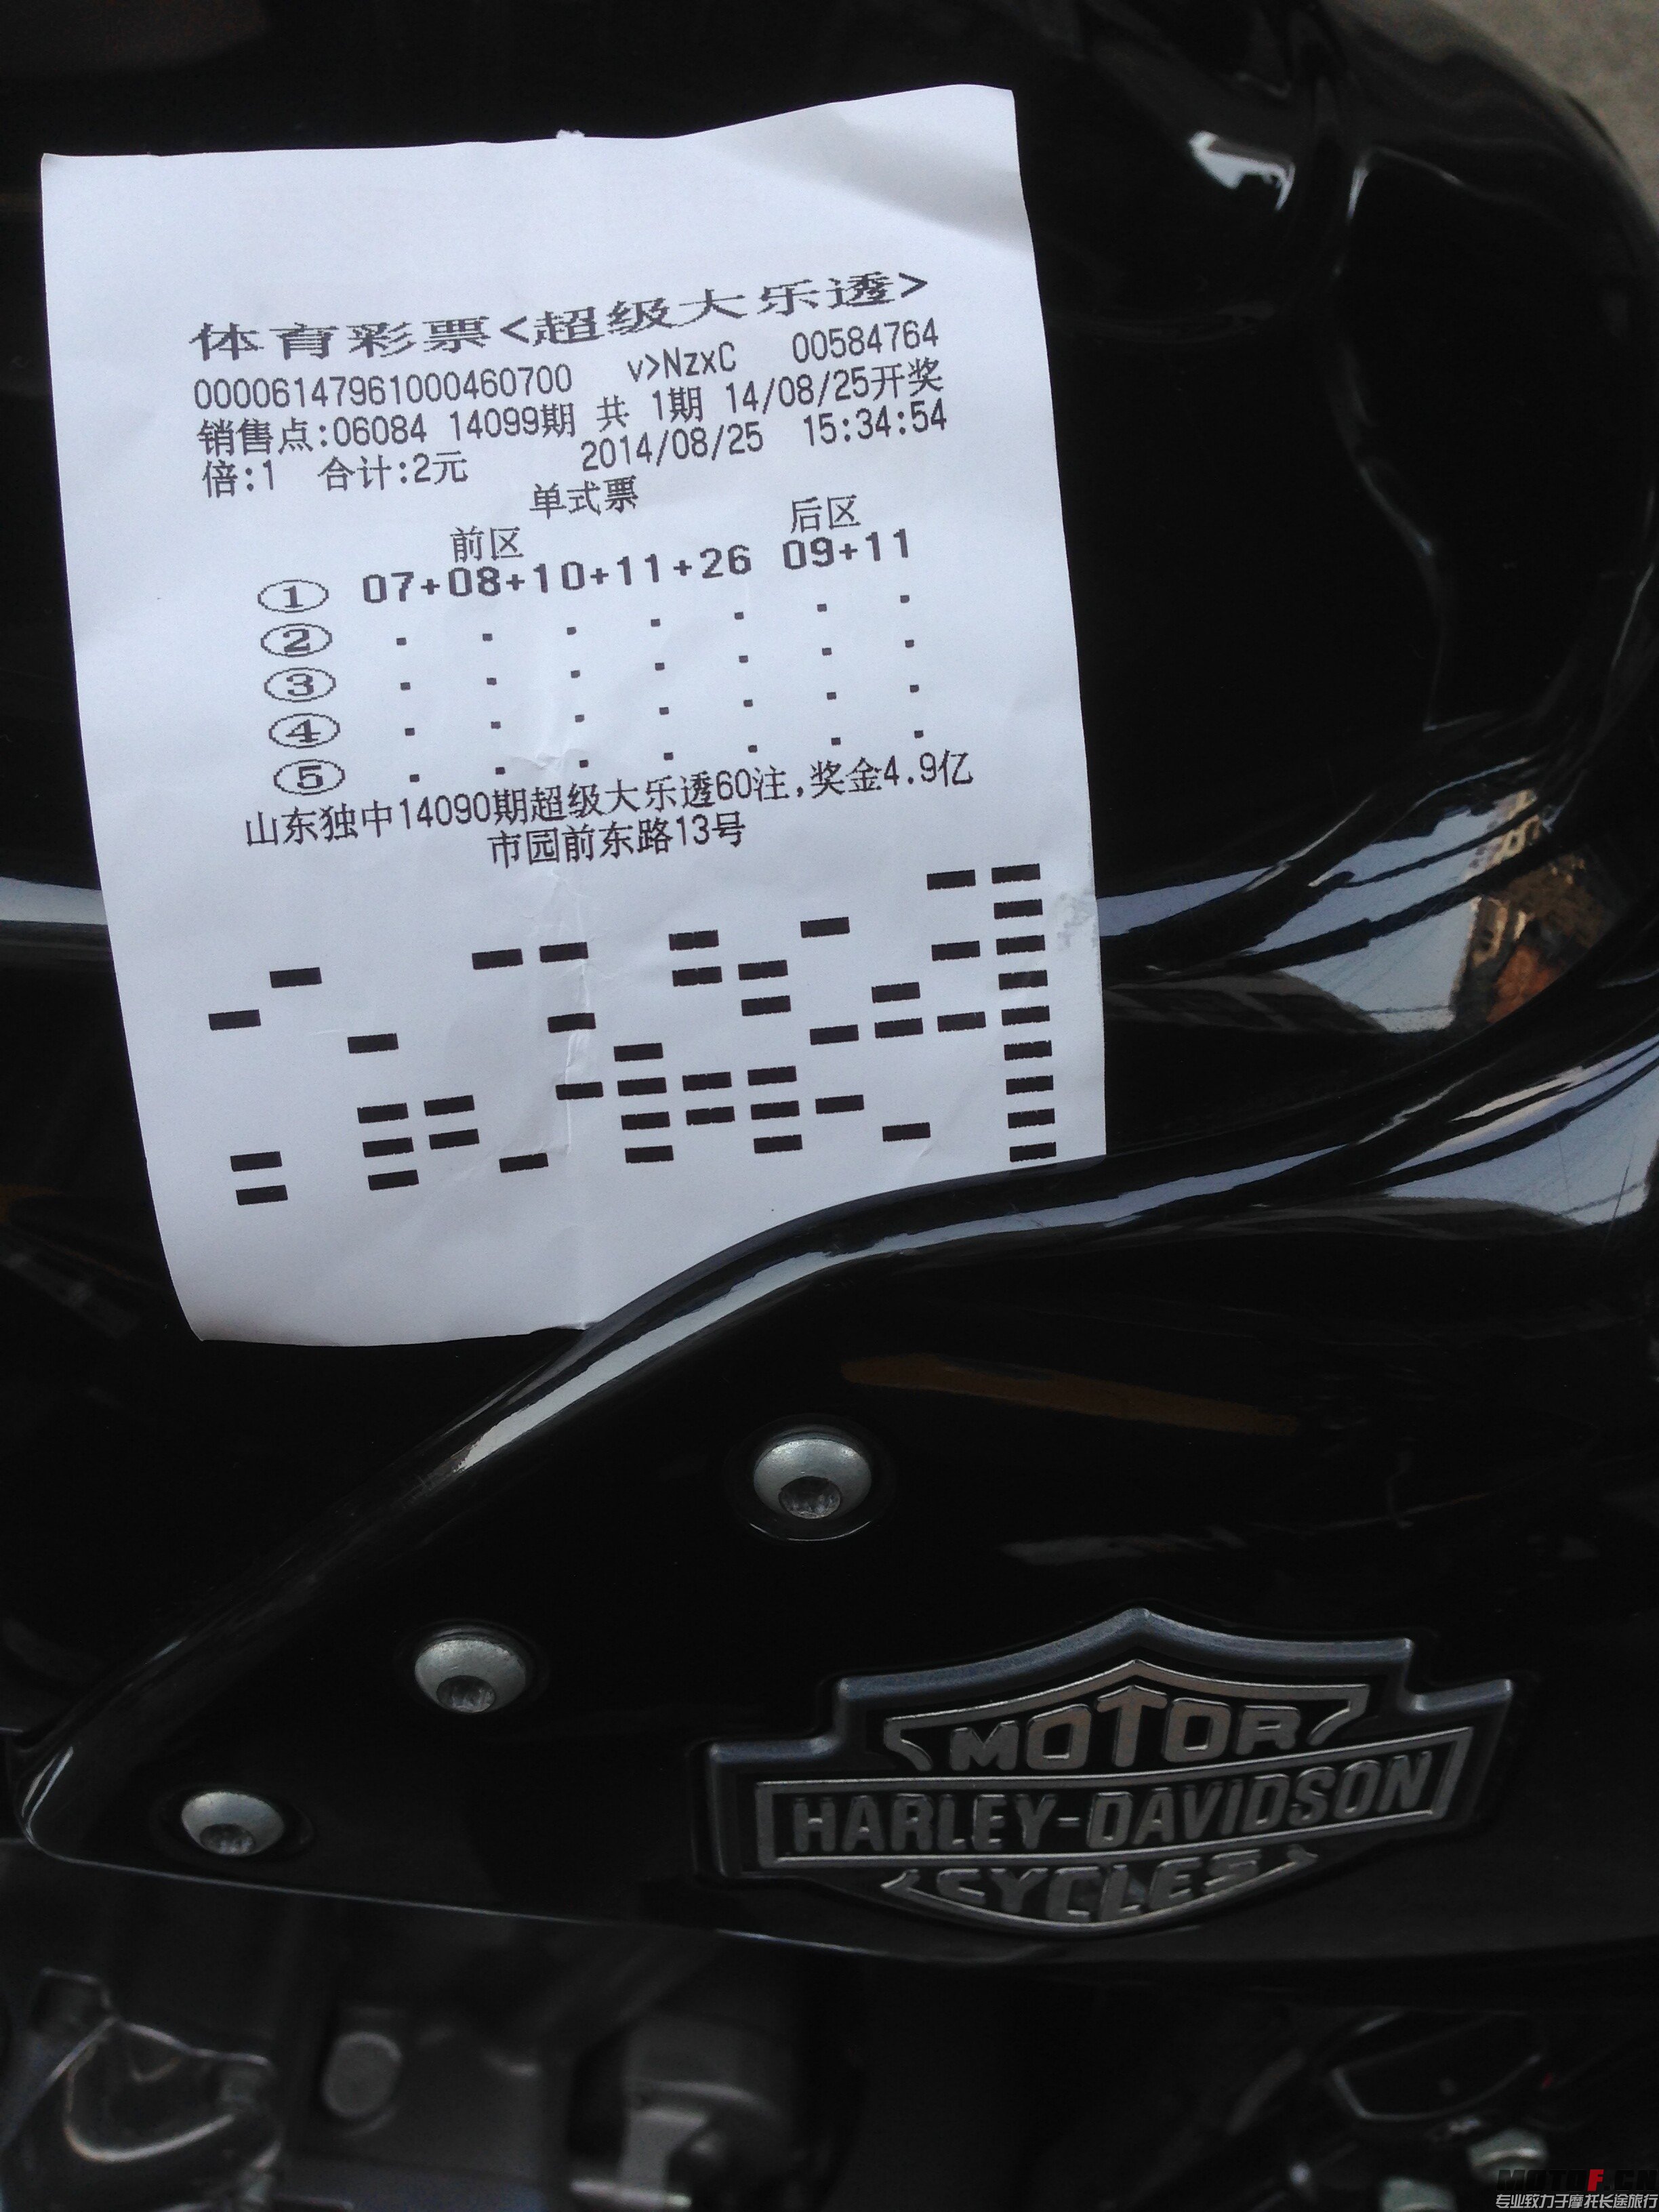 体育彩票<超级大乐透>
00006147961000460700 v>NzxC 00584764
销售点:06084 14099期 共 1期 14/08/25开奖
倍:1 合计:2元 2014/08/25 15:34:54
单式票
前区 后区
① 07+08+10+11+26 09+11
②
③
④
⑤
山东独中14090期超级大乐透60注,奖金4.9亿
市园前东路13号
MOTOR
HARLEY-DAVIDSON
CYCLES
MOTOF.CN
专业致力于摩托长途旅行